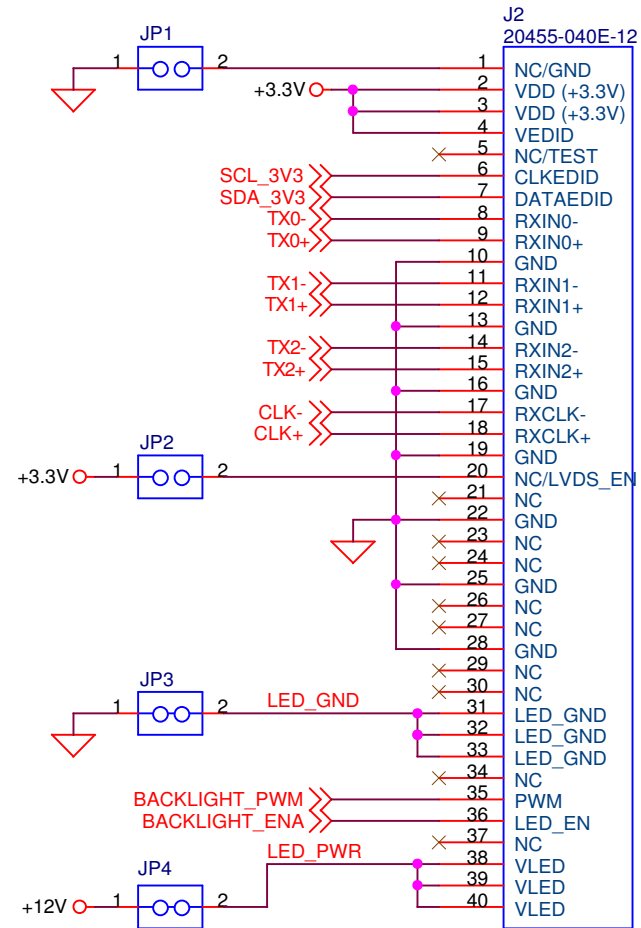 J2
20455-040E-12
JP1
1 2
1 NC/GND
+3.3V 2 VDD (+3.3V)
3 VDD (+3.3V)
4 VEDID
5 NC/TEST
SCL_3V3 6 CLKEDID
SDA_3V3 7 DATAEDID
TX0- 8 RXIN0-
TX0+ 9 RXIN0+
10 GND
TX1- 11 RXIN1-
TX1+ 12 RXIN1+
13 GND
TX2- 14 RXIN2-
TX2+ 15 RXIN2+
16 GND
CLK- 17 RXCLK-
CLK+ 18 RXCLK+
JP2
19 GND
+3.3V 1 2 20 NC/LVDS_EN
21 NC
22 GND
23 NC
24 NC
25 GND
26 NC
27 NC
28 GND
29 NC
JP3
30 NC
1 2 LED_GND 31 LED_GND
32 LED_GND
33 LED_GND
34 NC
BACKLIGHT_PWM 35 PWM
BACKLIGHT_ENA 36 LED_EN
37 NC
LED_PWR
JP4
38 VLED
39 VLED
+12V 1 2 40 VLED